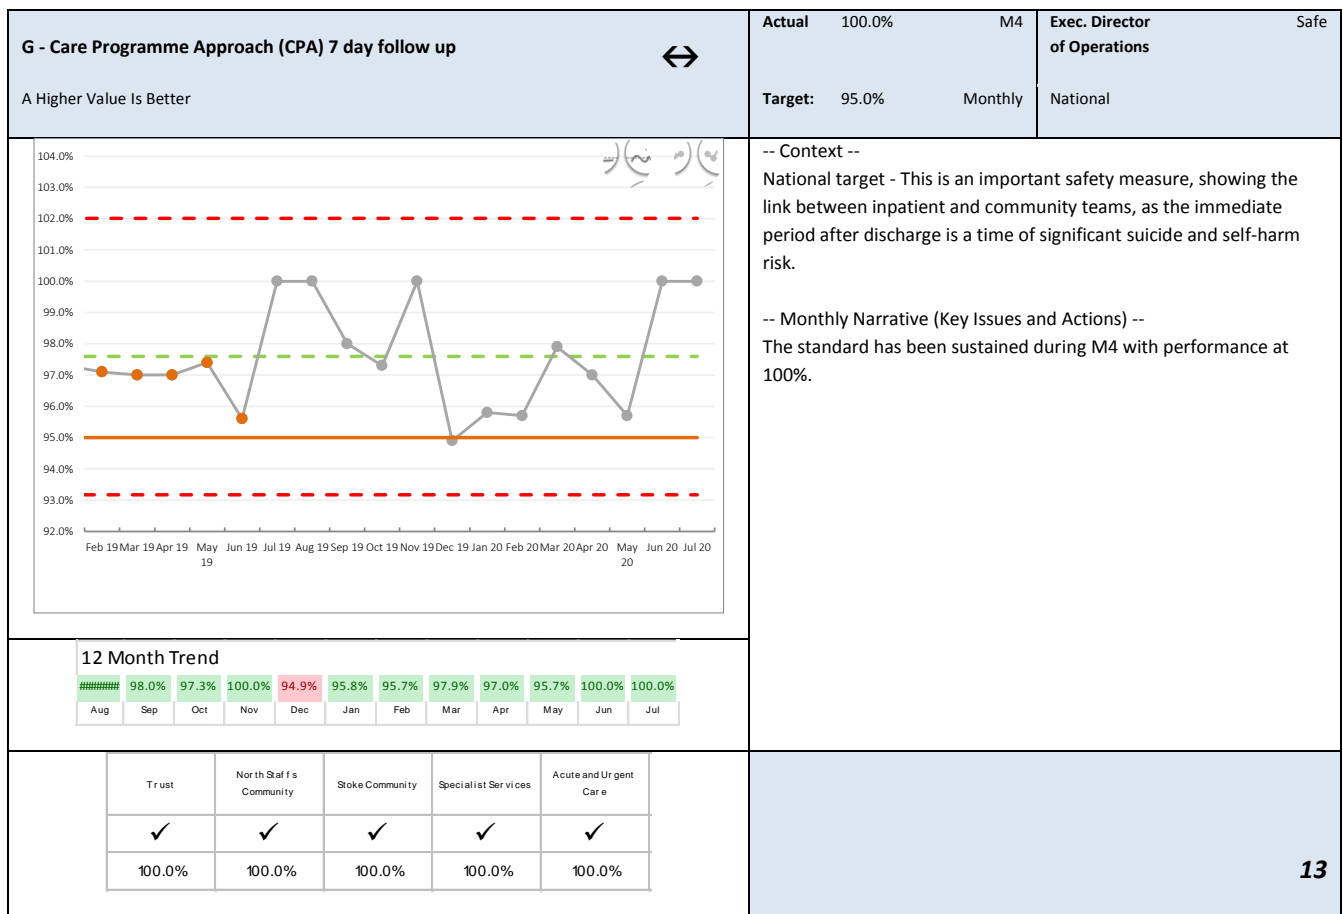 G - Care Programme Approach (CPA) 7 day follow up
↔
A Higher Value Is Better
Actual 100.0% M4
Target: 95.0% Monthly
Exec. Director Safe
of Operations
National
104.0%
103.0%
102.0%
101.0%
100.0%
99.0%
98.0%
97.0%
96.0%
95.0%
94.0%
93.0%
92.0%
Feb 19 Mar 19 Apr 19 May 19 Jun 19 Jul 19 Aug 19 Sep 19 Oct 19 Nov 19 Dec 19 Jan 20 Feb 20 Mar 20 Apr 20 May 20 Jun 20 Jul 20
-- Context --
National target - This is an important safety measure, showing the
link between inpatient and community teams, as the immediate
period after discharge is a time of significant suicide and self-harm
risk.
-- Monthly Narrative (Key Issues and Actions) --
The standard has been sustained during M4 with performance at
100%.
12 Month Trend
####### 98.0% 97.3% 100.0% 94.9% 95.8% 95.7% 97.9% 97.0% 95.7% 100.0% 100.0%
Aug Sep Oct Nov Dec Jan Feb Mar Apr May Jun Jul
Trust
North Staffs
Community
Stoke Community
Specialist Services
Acute and Urgent
Care
✓ ✓ ✓ ✓ ✓
100.0% 100.0% 100.0% 100.0% 100.0%
13